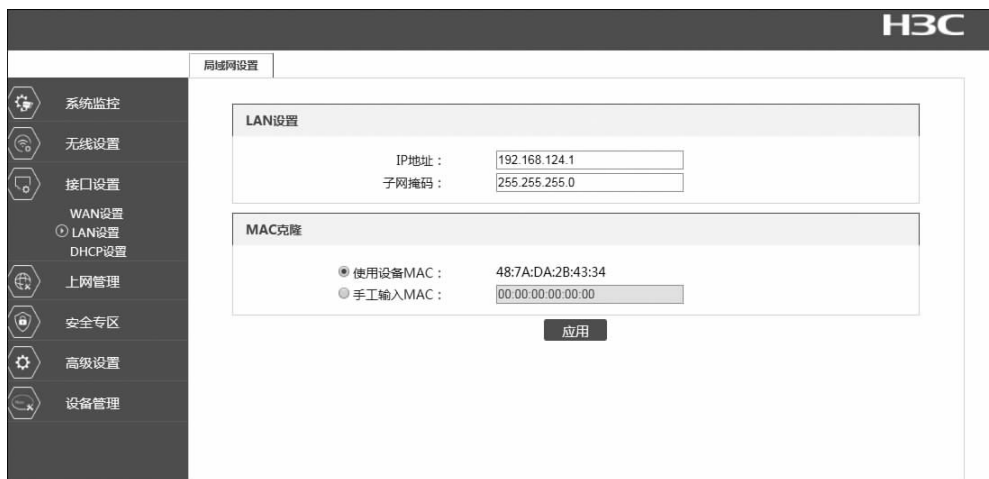 H3C
局域网设置
系统监控
无线设置
接口设置
WAN设置
LAN设置
DHCP设置
上网管理
安全专区
高级设置
设备管理
LAN设置
IP地址： 192.168.124.1
子网掩码： 255.255.255.0
MAC克隆
使用设备MAC： 48:7A:DA:2B:43:34
手工输入MAC： 00:00:00:00:00:00
应用